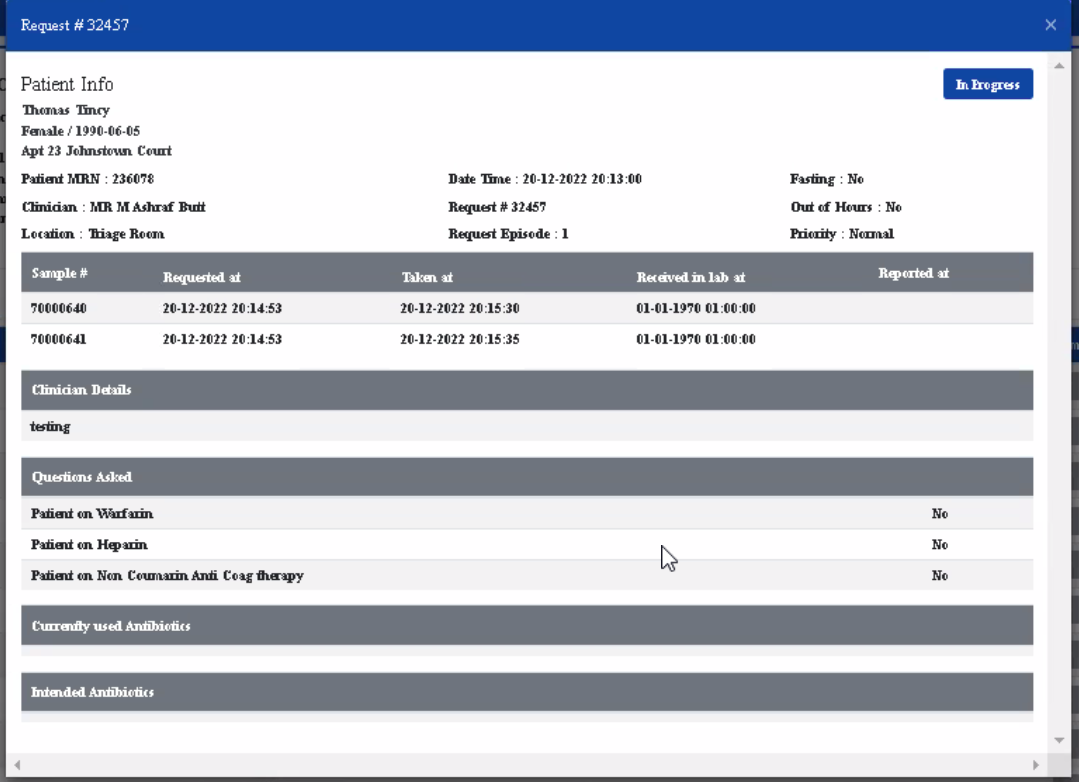 Request # 32457
×
Patient Info
In Progress
Thomas Tincy
Female / 1990-06-05
Apt 23 Johnstown Court
Patient MRN : 236078 Date Time : 20-12-2022 20:13:00 Fasting : No
Clinician : MR M Ashraf Butt Request # 32457 Out of Hours : No
Location : Triage Room Request Episode : 1 Priority : Normal
Sample # Requested at Taken at Received in lab at Reported at
70000640 20-12-2022 20:14:53 20-12-2022 20:15:30 01-01-1970 01:00:00
70000641 20-12-2022 20:14:53 20-12-2022 20:15:35 01-01-1970 01:00:00
Clinician Details
testing
Questions Asked
Patient on Warfarin No
Patient on Heparin No
Patient on Non Coumarin Anti Coag therapy No
Currently used Antibiotics
Intended Antibiotics